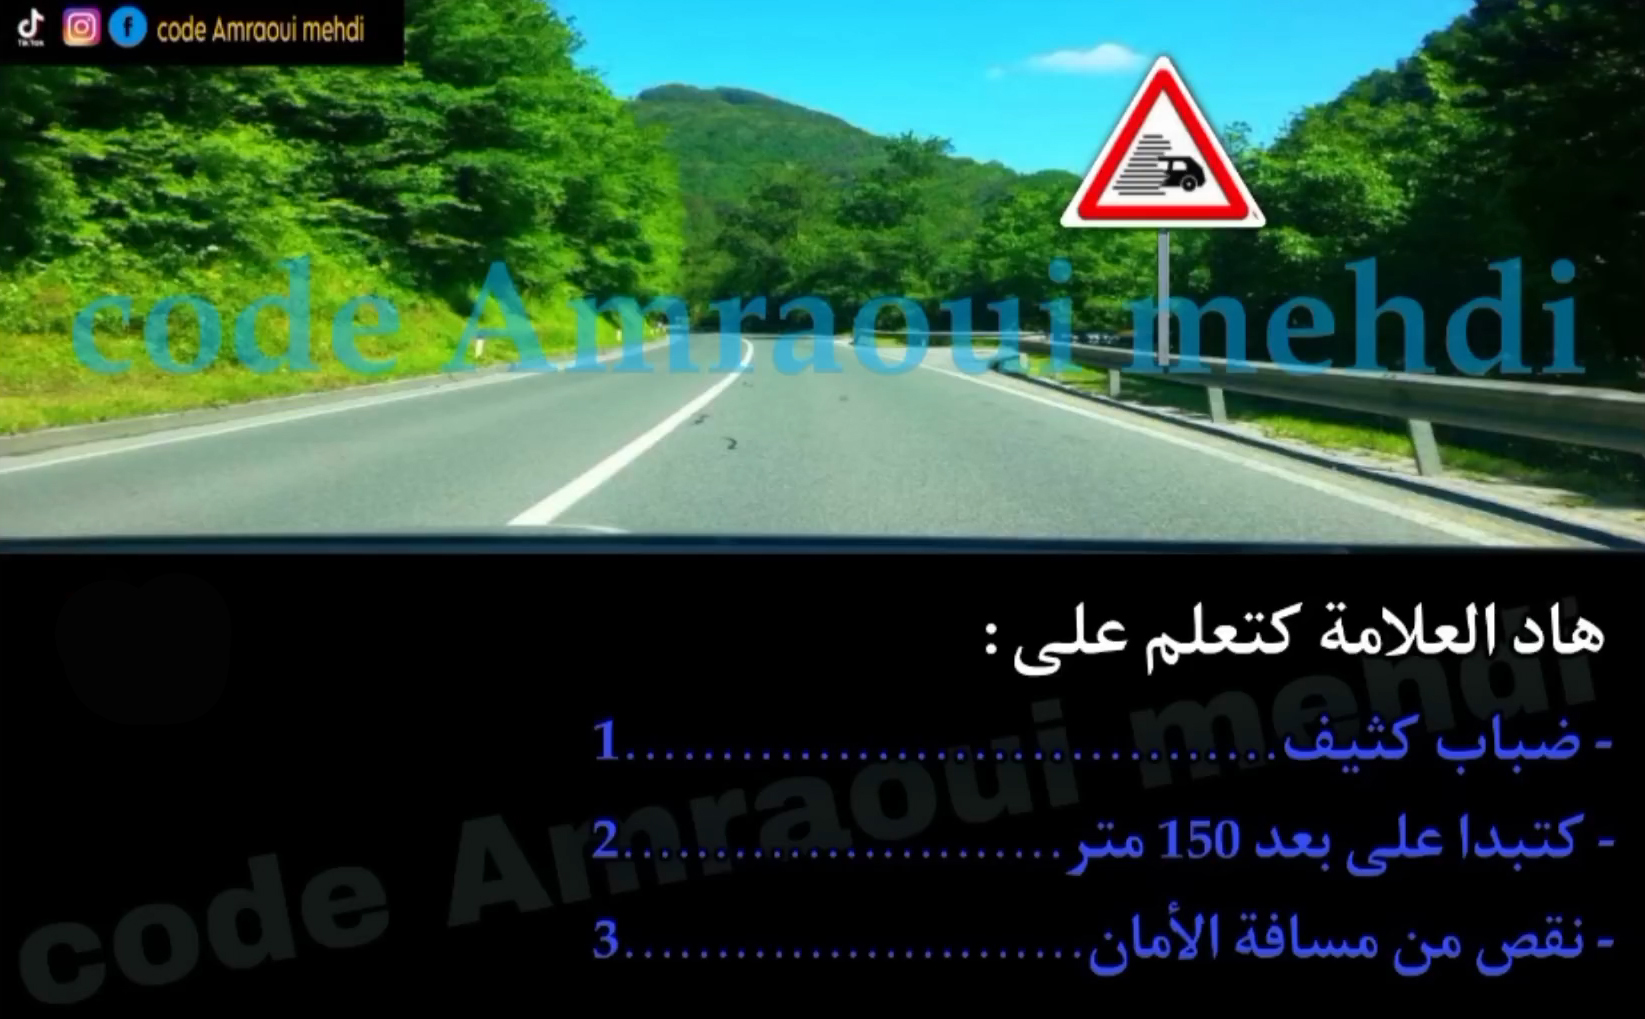 code Amraoui mehdi
code Amraoui mehdi
هاد العلامة كتعلم على :
- ضباب كثيف.................................1
- كتبدا على بعد 150 متر.......................2
- نقص من مسافة الأمان........................3
code Amraoui mehdi